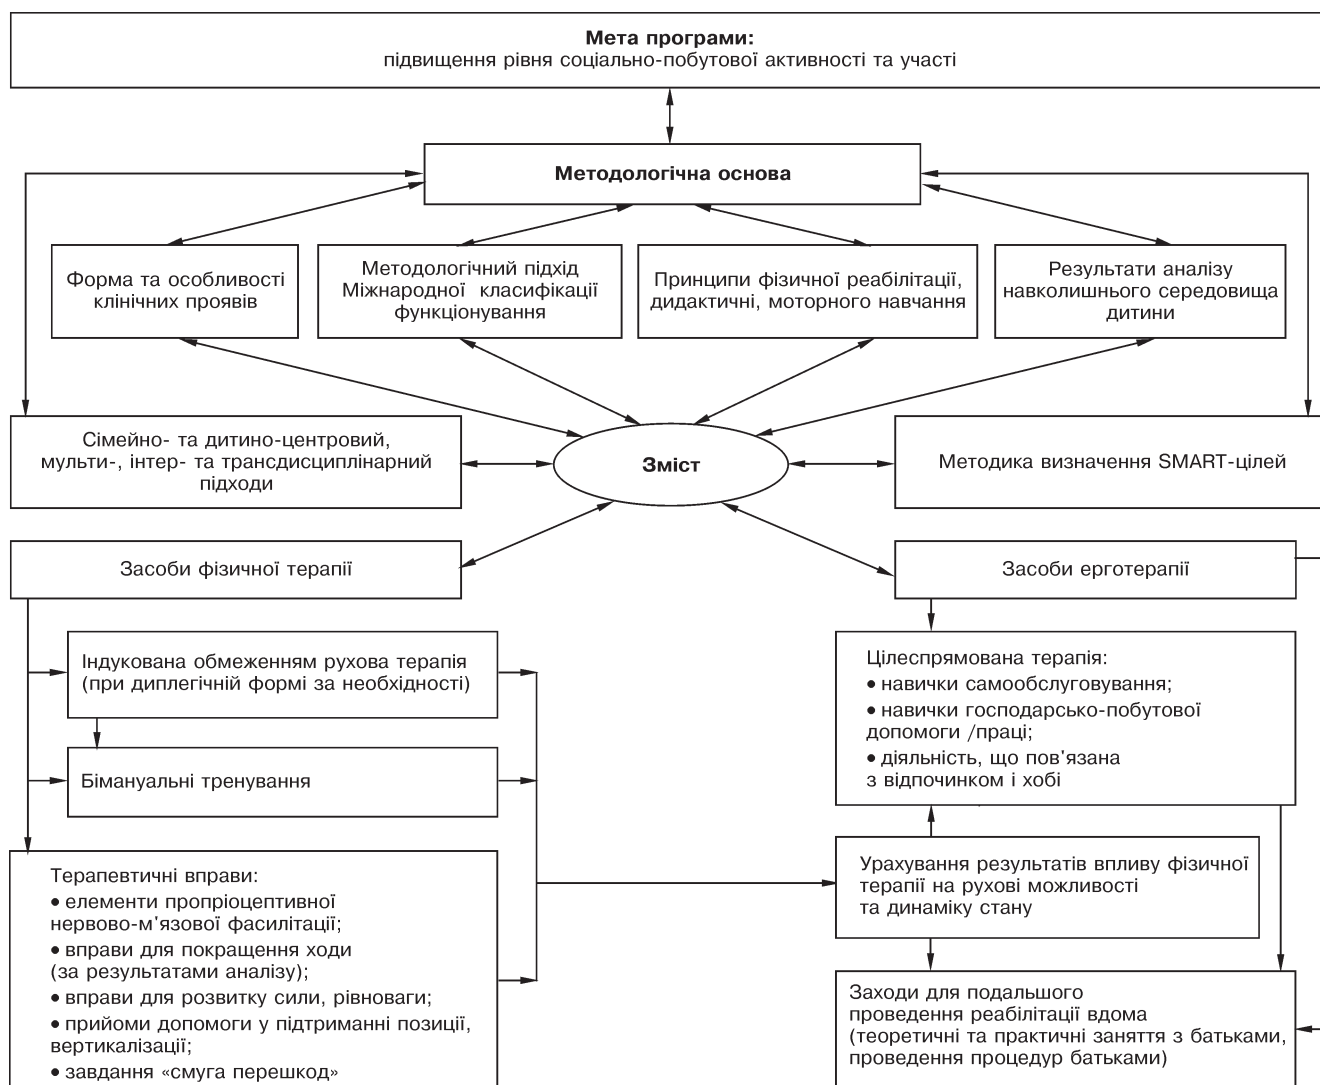 Мета програми:
підвищення рівня соціально-побутової активності та участі
Методологічна основа
Форма та особливості
клінічних проявів
Методологічний підхід
Міжнародної класифікації
функціонування
Принципи фізичної реабілітації,
дидактичні, моторного навчання
Результати аналізу
навколишнього середовища
дитини
Сімейно- та дитино-центровий,
мульти-, інтер- та трансдисциплінарний
підходи
Зміст
Методика визначення SMART-цілей
Засоби фізичної терапії
Засоби ерготерапії
Індукована обмеженням рухова терапія
(при диплегічній формі за необхідності)
Бімануальні тренування
Терапевтичні вправи:
• елементи пропріоцептивної
нервово-м'язової фасилітації;
• вправи для покращення ходи
(за результатами аналізу);
• вправи для розвитку сили, рівноваги;
• прийоми допомоги у підтриманні позиції,
вертикалізації;
• завдання «смуга перешкод»
Цілеспрямована терапія:
• навички самообслуговування;
• навички господарсько-побутової
допомоги /праці;
• діяльність, що пов'язана
з відпочинком і хобі
Урахування результатів впливу фізичної
терапії на рухові можливості
та динаміку стану
Заходи для подальшого
проведення реабілітації вдома
(теоретичні та практичні заняття з батьками,
проведення процедур батьками)